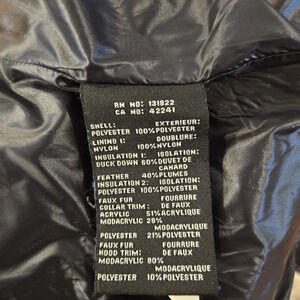 RN NO: 131822
CA NO: 42241
SHELL: EXTERIEUR:
POLYESTER 100% POLYESTER
LINING 1: DOUBLURE:
NYLON 100% NYLON
INSULATION 1: ISOLATION:
DUCK DOWN 60% DUVET DE
CANARD
FEATHER 40% PLUMES
INSULATION 2: ISOLATION:
POLYESTER 100% POLYESTER
FAUX FUR FOURRURE
COLLAR TRIM: DE FAUX
ACRYLIC 51% ACRYLIQUE
MODACRYLIC 28%
MODACRYLIQUE
POLYESTER 21% POLYESTER
FAUX FUR FOURRURE
HOOD TRIM: DE FAUX
MODACRYLIC 90%
MODACRYLIQUE
POLYESTER 10% POLYESTER